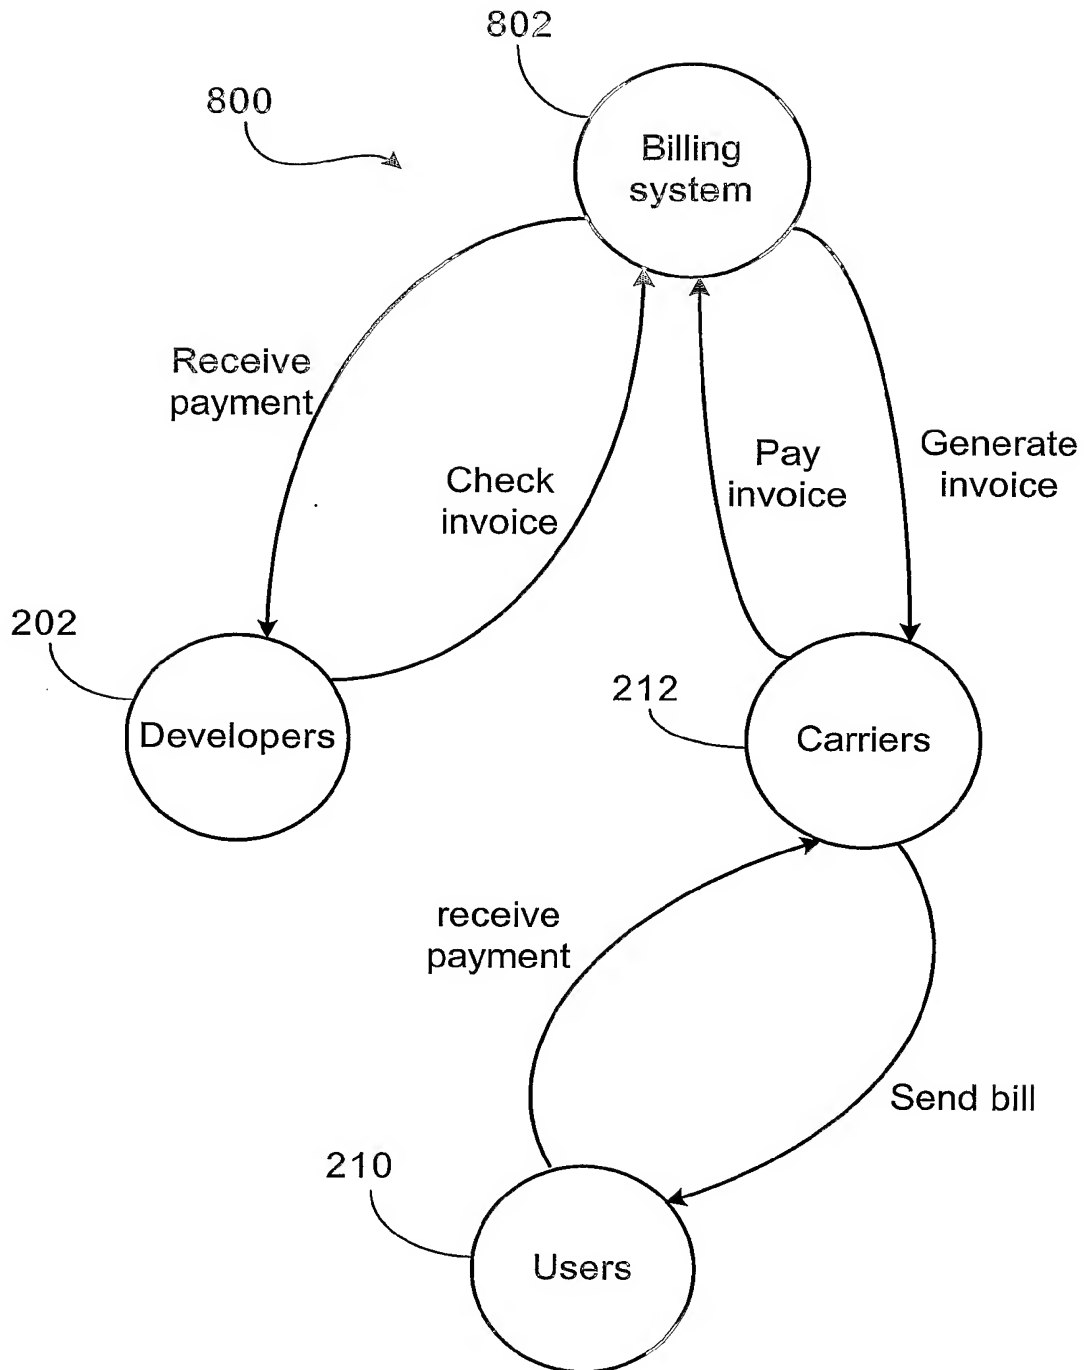 802
800
Billing
system
Receive
payment
Check
invoice
Pay
invoice
Generate
invoice
202
Developers
212
Carriers
receive
payment
Send bill
210
Users